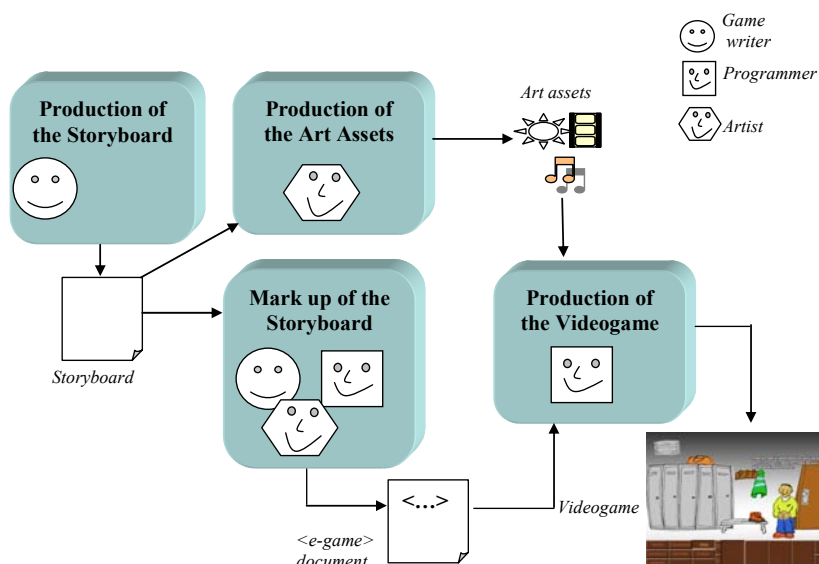 Game
writer
Programmer
Artist
Production of
the Storyboard
Production of
the Art Assets
Art assets
Storyboard
Mark up of the
Storyboard
Production of
the Videogame
<...>
<e-game>
document
Videogame